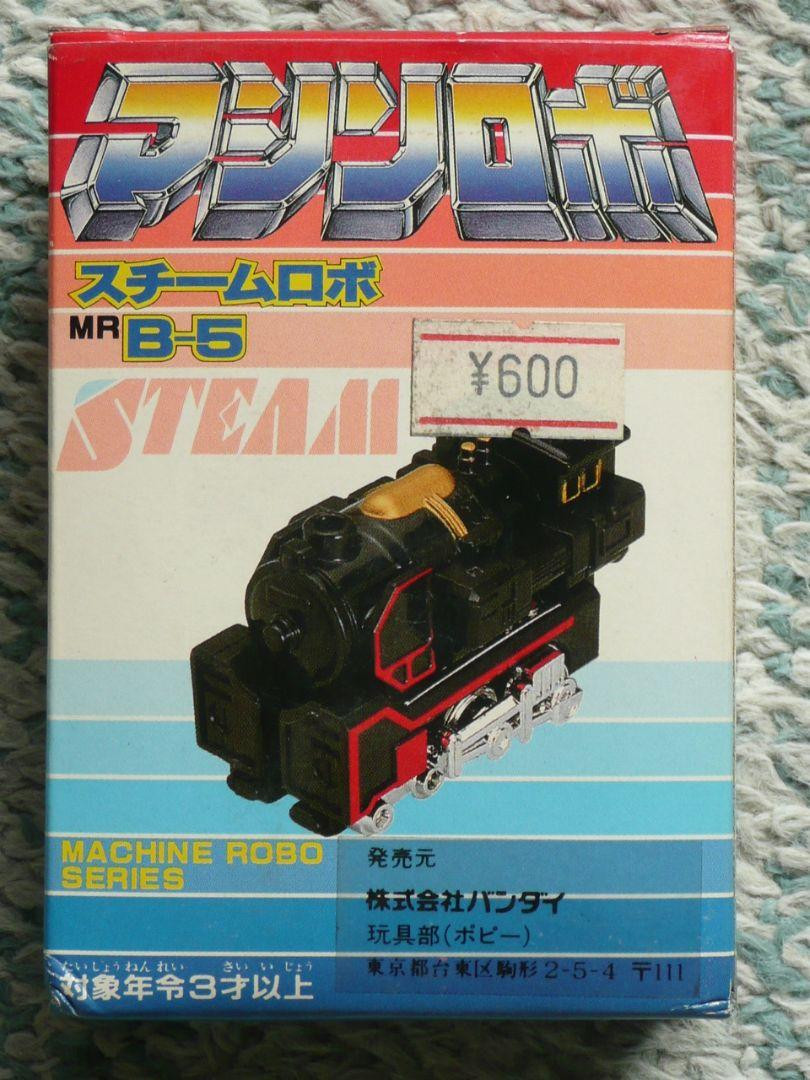 マシンロボ
スチームロボ
MR B-5
¥600
STEAM
MACHINE ROBO
SERIES
発売元
株式会社バンダイ
玩具部(ポピー)
東京都台東区駒形2-5-4 〒111
たいしょうねんれい さいいじょう
対象年令3才以上